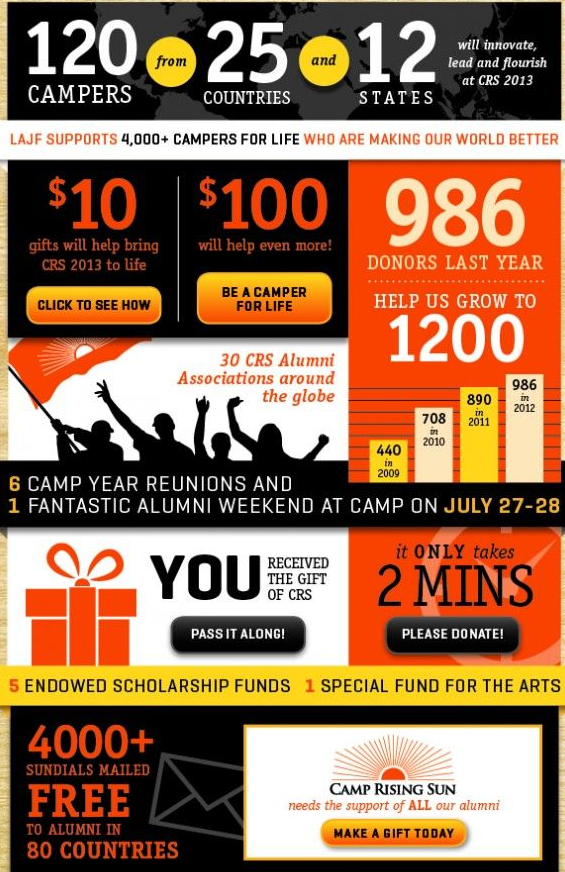 120 from 25 and 12
CAMPERS COUNTRIES STATES
will innovate,
lead and flourish
at CRS 2013
LAJF SUPPORTS 4,000+ CAMPERS FOR LIFE WHO ARE MAKING OUR WORLD BETTER
$10
gifts will help bring
CRS 2013 to life
CLICK TO SEE HOW
$100
will help even more!
BE A CAMPER
FOR LIFE
986
DONORS LAST YEAR
HELP US GROW TO
1200
440
in
2009
708
in
2010
890
in
2011
986
in
2012
30 CRS Alumni
Associations around
the globe
6 CAMP YEAR REUNIONS AND
1 FANTASTIC ALUMNI WEEKEND AT CAMP ON JULY 27-28
YOU
RECEIVED
THE GIFT
OF CRS
PASS IT ALONG!
it ONLY takes
2 MINS
PLEASE DONATE!
5 ENDOWED SCHOLARSHIP FUNDS 1 SPECIAL FUND FOR THE ARTS
4000+
SUNDIALS MAILED
FREE
TO ALUMNI IN
80 COUNTRIES
CAMP RISING SUN
needs the support of ALL our alumni
MAKE A GIFT TODAY